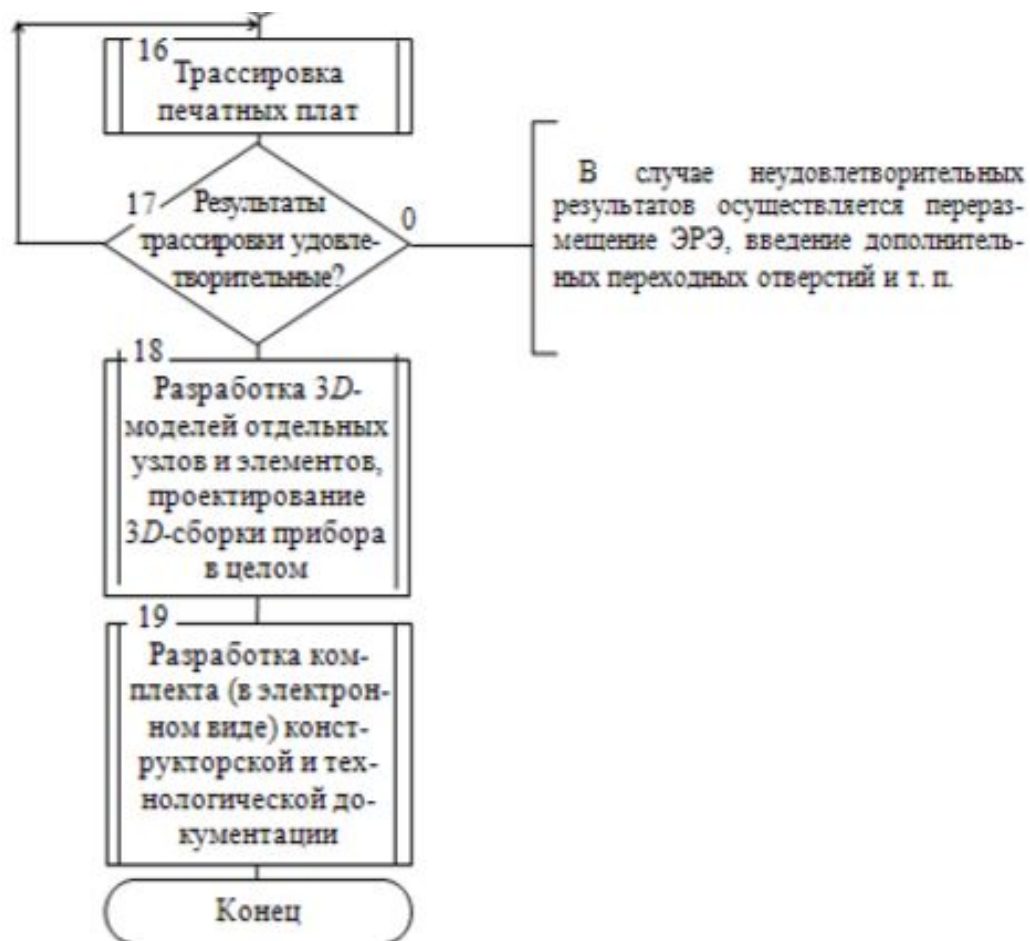 16
Трассировка
печатных плат
17
Результаты
трассировки удовле-
творительные?
0
В случае неудовлетворительных
результатов осуществляется перераз-
мещение ЭРЭ, введение дополнитель-
ных переходных отверстий и т. п.
18
Разработка 3D-
моделей отдельных
узлов и элементов,
проектирование
3D-сборки прибора
в целом
19
Разработка ком-
плекта (в электрон-
ном виде) конст-
рукторской и тех-
нологической до-
кументации
Конец